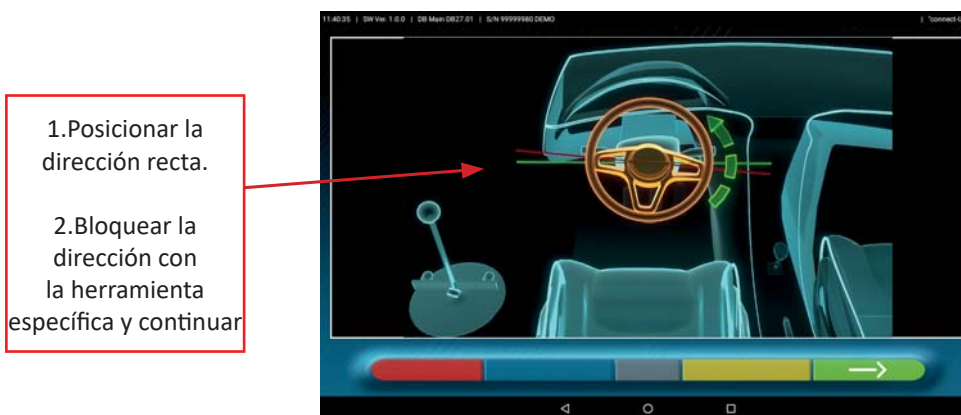 11:40:35 | SW Ver. 1.0.0 | DB Main DB27.01 | S/N 99999980 DEMO | "connect-U
1.Posicionar la
dirección recta.
2.Bloquear la
dirección con
la herramienta
específica y continuar